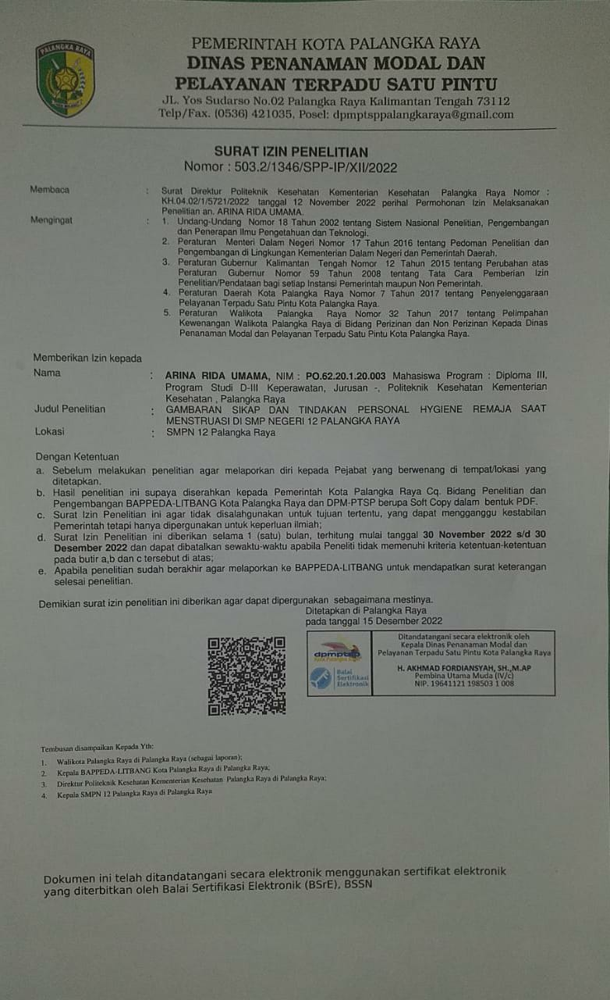 PALANGKA RAYA
PEMERINTAH KOTA PALANGKA RAYA
DINAS PENANAMAN MODAL DAN
PELAYANAN TERPADU SATU PINTU
JL. Yos Sudarso No.02 Palangka Raya Kalimantan Tengah 73112
Telp/Fax. (0536) 421035, Posel: dpmptsppalangkaraya@gmail.com
SURAT IZIN PENELITIAN
Nomor : 503.2/1346/SPP-IP/XII/2022
Membaca : Surat Direktur Politeknik Kesehatan Kementerian Kesehatan Palangka Raya Nomor :
KH.04.02/1/5721/2022 tanggal 12 November 2022 perihal Permohonan Izin Melaksanakan
Penelitian an. ARINA RIDA UMAMA.
Mengingat : 1. Undang-Undang Nomor 18 Tahun 2002 tentang Sistem Nasional Penelitian, Pengembangan
dan Penerapan Ilmu Pengetahuan dan Teknologi.
2. Peraturan Menteri Dalam Negeri Nomor 17 Tahun 2016 tentang Pedoman Penelitian dan
Pengembangan di Lingkungan Kementerian Dalam Negeri dan Pemerintah Daerah.
3. Peraturan Gubernur Kalimantan Tengah Nomor 12 Tahun 2015 tentang Perubahan atas
Peraturan Gubernur Nomor 59 Tahun 2008 tentang Tata Cara Pemberian Izin
Penelitian/Pendataan bagi setiap Instansi Pemerintah maupun Non Pemerintah.
4. Peraturan Daerah Kota Palangka Raya Nomor 7 Tahun 2017 tentang Penyelenggaraan
Pelayanan Terpadu Satu Pintu Kota Palangka Raya.
5. Peraturan Walikota Palangka Raya Nomor 32 Tahun 2017 tentang Pelimpahan
Kewenangan Walikota Palangka Raya di Bidang Perizinan dan Non Perizinan Kepada Dinas
Penanaman Modal dan Pelayanan Terpadu Satu Pintu Kota Palangka Raya.
Memberikan Izin kepada
Nama : ARINA RIDA UMAMA, NIM : PO.62.20.1.20.003 Mahasiswa Program : Diploma III,
Program Studi D-III Keperawatan, Jurusan -, Politeknik Kesehatan Kementerian
Kesehatan , Palangka Raya
Judul Penelitian : GAMBARAN SIKAP DAN TINDAKAN PERSONAL HYGIENE REMAJA SAAT
MENSTRUASI DI SMP NEGERI 12 PALANGKA RAYA
Lokasi : SMPN 12 Palangka Raya
Dengan Ketentuan
a. Sebelum melakukan penelitian agar melaporkan diri kepada Pejabat yang berwenang di tempat/lokasi yang
ditetapkan.
b. Hasil penelitian ini supaya diserahkan kepada Pemerintah Kota Palangka Raya Cq. Bidang Penelitian dan
Pengembangan BAPPEDA-LITBANG Kota Palangka Raya dan DPM-PTSP berupa Soft Copy dalam bentuk PDF.
c. Surat Izin Penelitian ini agar tidak disalahgunakan untuk tujuan tertentu, yang dapat mengganggu kestabilan
Pemerintah tetapi hanya dipergunakan untuk keperluan ilmiah;
d. Surat Izin Penelitian ini diberikan selama 1 (satu) bulan, terhitung mulai tanggal 30 November 2022 s/d 30
Desember 2022 dan dapat dibatalkan sewaktu-waktu apabila Peneliti tidak memenuhi kriteria ketentuan-ketentuan
pada butir a,b dan c tersebut di atas;
e. Apabila penelitian sudah berakhir agar melaporkan ke BAPPEDA-LITBANG untuk mendapatkan surat keterangan
selesai penelitian.
Demikian surat izin penelitian ini diberikan agar dapat dipergunakan sebagaimana mestinya.
Ditetapkan di Palangka Raya
pada tanggal 15 Desember 2022
dpmptsp
Balai
Sertifikasi
Elektronik
Ditandatangani secara elektronik oleh
Kepala Dinas Penanaman Modal dan
Pelayanan Terpadu Satu Pintu Kota Palangka Raya
H. AKHMAD FORDIANSYAH, SH.,M.AP
Pembina Utama Muda (IV/c)
NIP. 19641121 198503 1 008
Tembusan disampaikan Kepada Yth:
1. Walikota Palangka Raya di Palangka Raya (sebagai laporan);
2. Kepala BAPPEDA-LITBANG Kota Palangka Raya di Palangka Raya;
3. Direktur Politeknik Kesehatan Kementerian Kesehatan Palangka Raya di Palangka Raya;
4. Kepala SMPN 12 Palangka Raya di Palangka Raya
Dokumen ini telah ditandatangani secara elektronik menggunakan sertifikat elektronik
yang diterbitkan oleh Balai Sertifikasi Elektronik (BSrE), BSSN